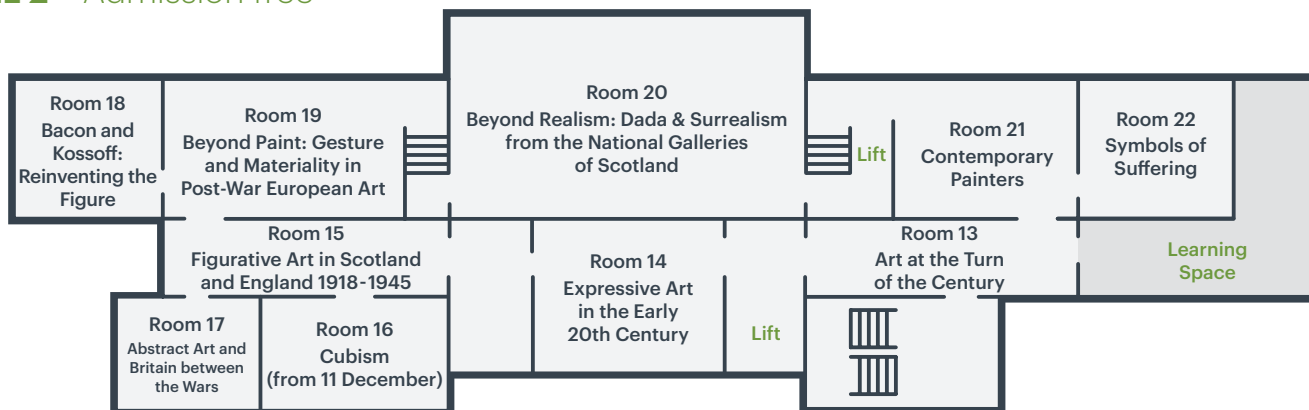 Admission free
Room 18
Bacon and
Kossoff:
Reinventing the
Figure
Room 19
Beyond Paint: Gesture
and Materiality in
Post-War European Art
Room 20
Beyond Realism: Dada & Surrealism
from the National Galleries
of Scotland
Lift
Room 21
Contemporary
Painters
Room 22
Symbols of
Suffering
Room 15
Figurative Art in Scotland
and England 1918-1945
Room 14
Expressive Art
in the Early
20th Century
Lift
Room 13
Art at the Turn
of the Century
Learning
Space
Room 17
Abstract Art and
Britain between
the Wars
Room 16
Cubism
(from 11 December)